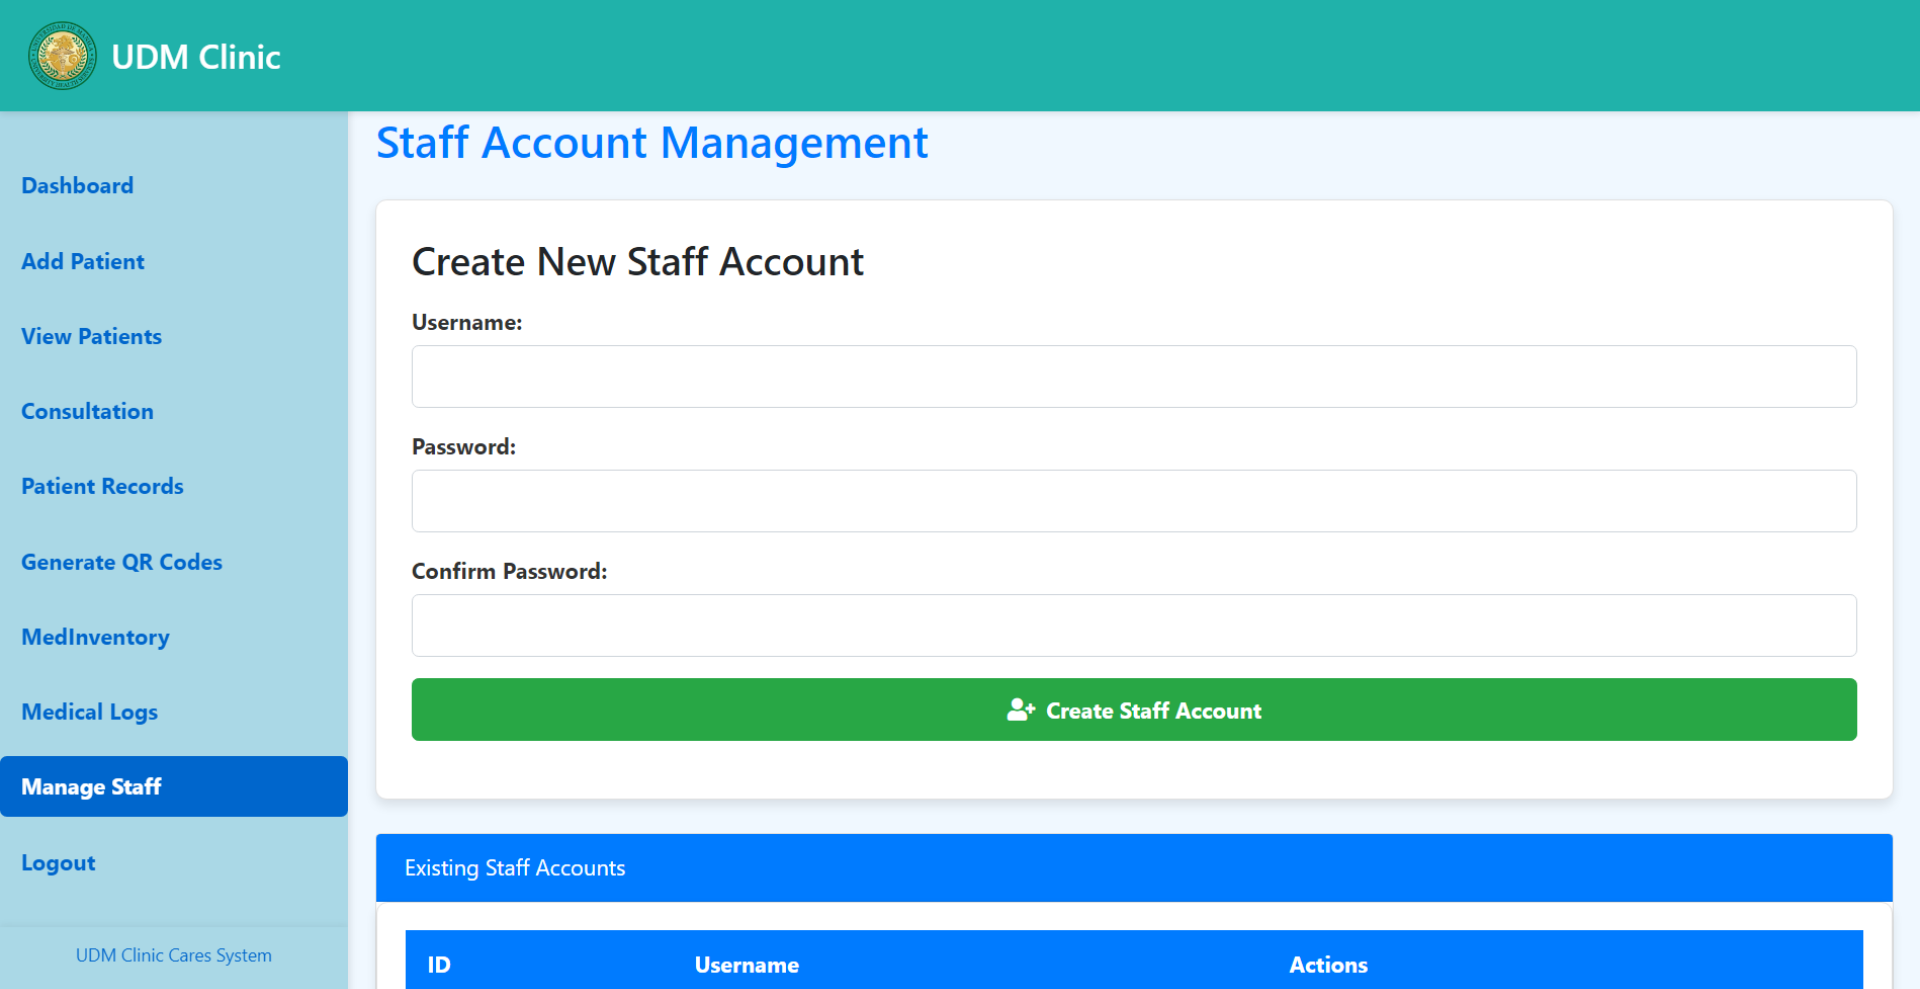 UDM Clinic
Dashboard
Add Patient
View Patients
Consultation
Patient Records
Generate QR Codes
MedInventory
Medical Logs
Manage Staff
Logout
UDM Clinic Cares System
Staff Account Management
Create New Staff Account
Username:
Password:
Confirm Password:
Create Staff Account
Existing Staff Accounts
ID Username Actions